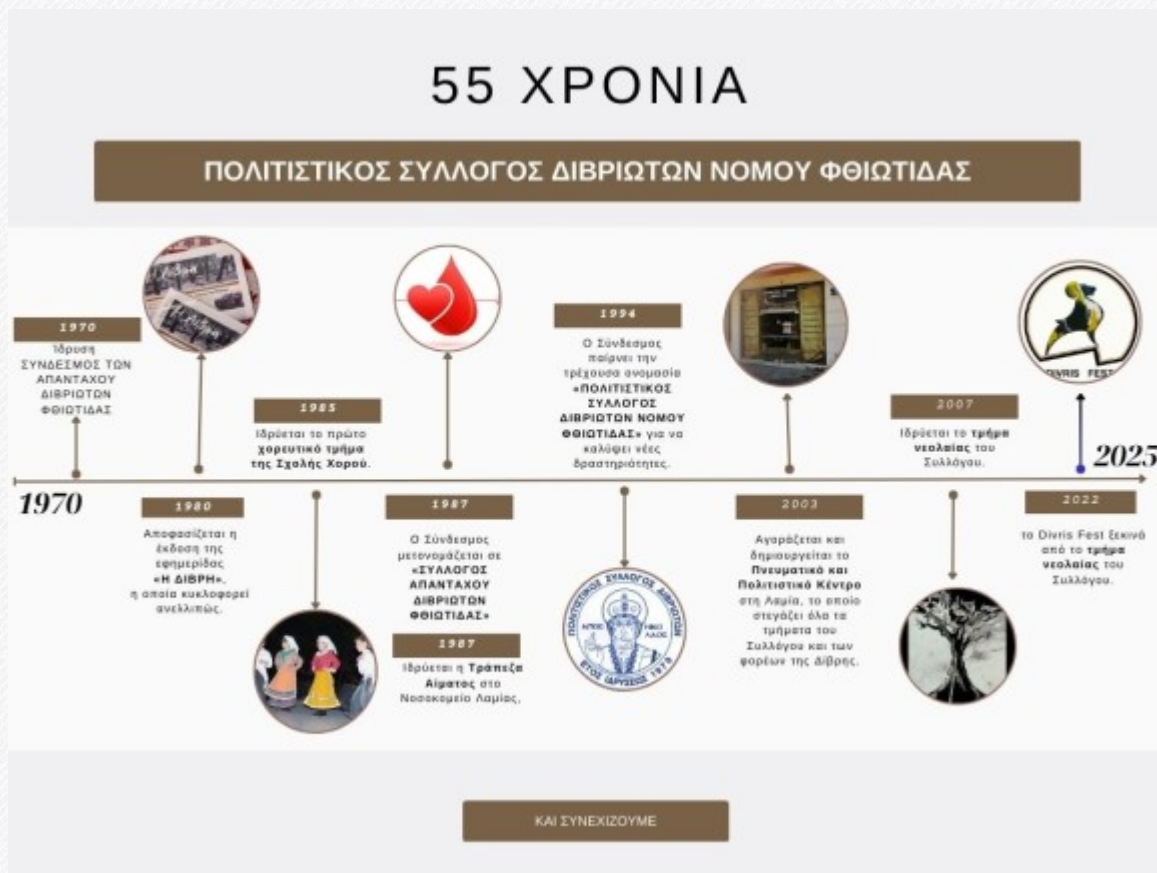 55 ΧΡΟΝΙΑ
ΠΟΛΙΤΙΣΤΙΚΟΣ ΣΥΛΛΟΓΟΣ ΔΙΒΡΙΩΤΩΝ ΝΟΜΟΥ ΦΘΙΩΤΙΔΑΣ
1970
Ίδρυση
ΣΥΝΔΕΣΜΟΣ ΤΩΝ
ΑΠΑΝΤΑΧΟΥ
ΔΙΒΡΙΩΤΩΝ
ΦΘΙΩΤΙΔΑΣ
1985
Ιδρύεται το πρώτο
χορευτικό τμήμα
της Σχολής Χορού.
1994
Ο Σύνδεσμος
παίρνει την
τρέχουσα ονομασία
«ΠΟΛΙΤΙΣΤΙΚΟΣ
ΣΥΛΛΟΓΟΣ
ΔΙΒΡΙΩΤΩΝ ΝΟΜΟΥ
ΦΘΙΩΤΙΔΑΣ» για να
καλύψει νέες
δραστηριότητες.
2007
Ιδρύεται το τμήμα
νεολαίας του
Συλλόγου.
DIVRIS FEST
2025
1970
1980
Αποφασίζεται η
έκδοση της
εφημερίδας
«Η ΔΙΒΡΗ»,
η οποία κυκλοφορεί
ανελλιπώς.
1987
Ο Σύνδεσμος
μετονομάζεται σε
«ΣΥΛΛΟΓΟΣ
ΑΠΑΝΤΑΧΟΥ
ΔΙΒΡΙΩΤΩΝ
ΦΘΙΩΤΙΔΑΣ»
1987
Ιδρύεται η Τράπεζα
Αίματος στο
Νοσοκομείο Λαμίας,
ΠΟΛΙΤΙΣΤΙΚΟΣ ΣΥΛΛΟΓΟΣ ΔΙΒΡΙΩΤΩΝ
ΝΙΚΟ
ΛΑΟΣ
ΕΤΟΣ ΙΔΡΥΣΕΩΣ 1970
2003
Αγοράζεται και
δημιουργείται το
Πνευματικό και
Πολιτιστικό Κέντρο
στη Λαμία, το οποίο
στεγάζει όλα τα
τμήματα του
Συλλόγου και των
φορέων της Δίβρης.
2022
το Divris Fest ξεκινά
από το τμήμα
νεολαίας του
Συλλόγου.
ΚΑΙ ΣΥΝΕΧΙΖΟΥΜΕ